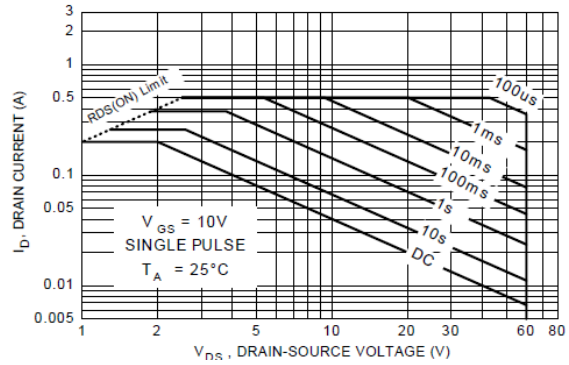 3
2
1
0.5
0.1
0.05
0.01
0.005
I D, DRAIN CURRENT (A)
RDS(ON) Limit
100us
1ms
10ms
100ms
1s
10s
DC
V GS = 10V
SINGLE PULSE
T A = 25°C
1 2 5 10 20 30 60 80
V DS , DRAIN-SOURCE VOLTAGE (V)